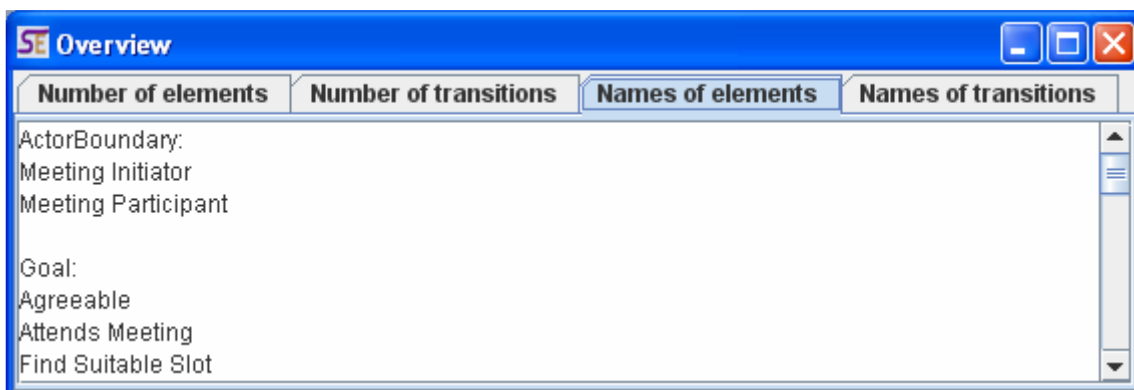 SE Overview
Number of elements Number of transitions Names of elements Names of transitions
ActorBoundary:
Meeting Initiator
Meeting Participant
Goal:
Agreeable
Attends Meeting
Find Suitable Slot